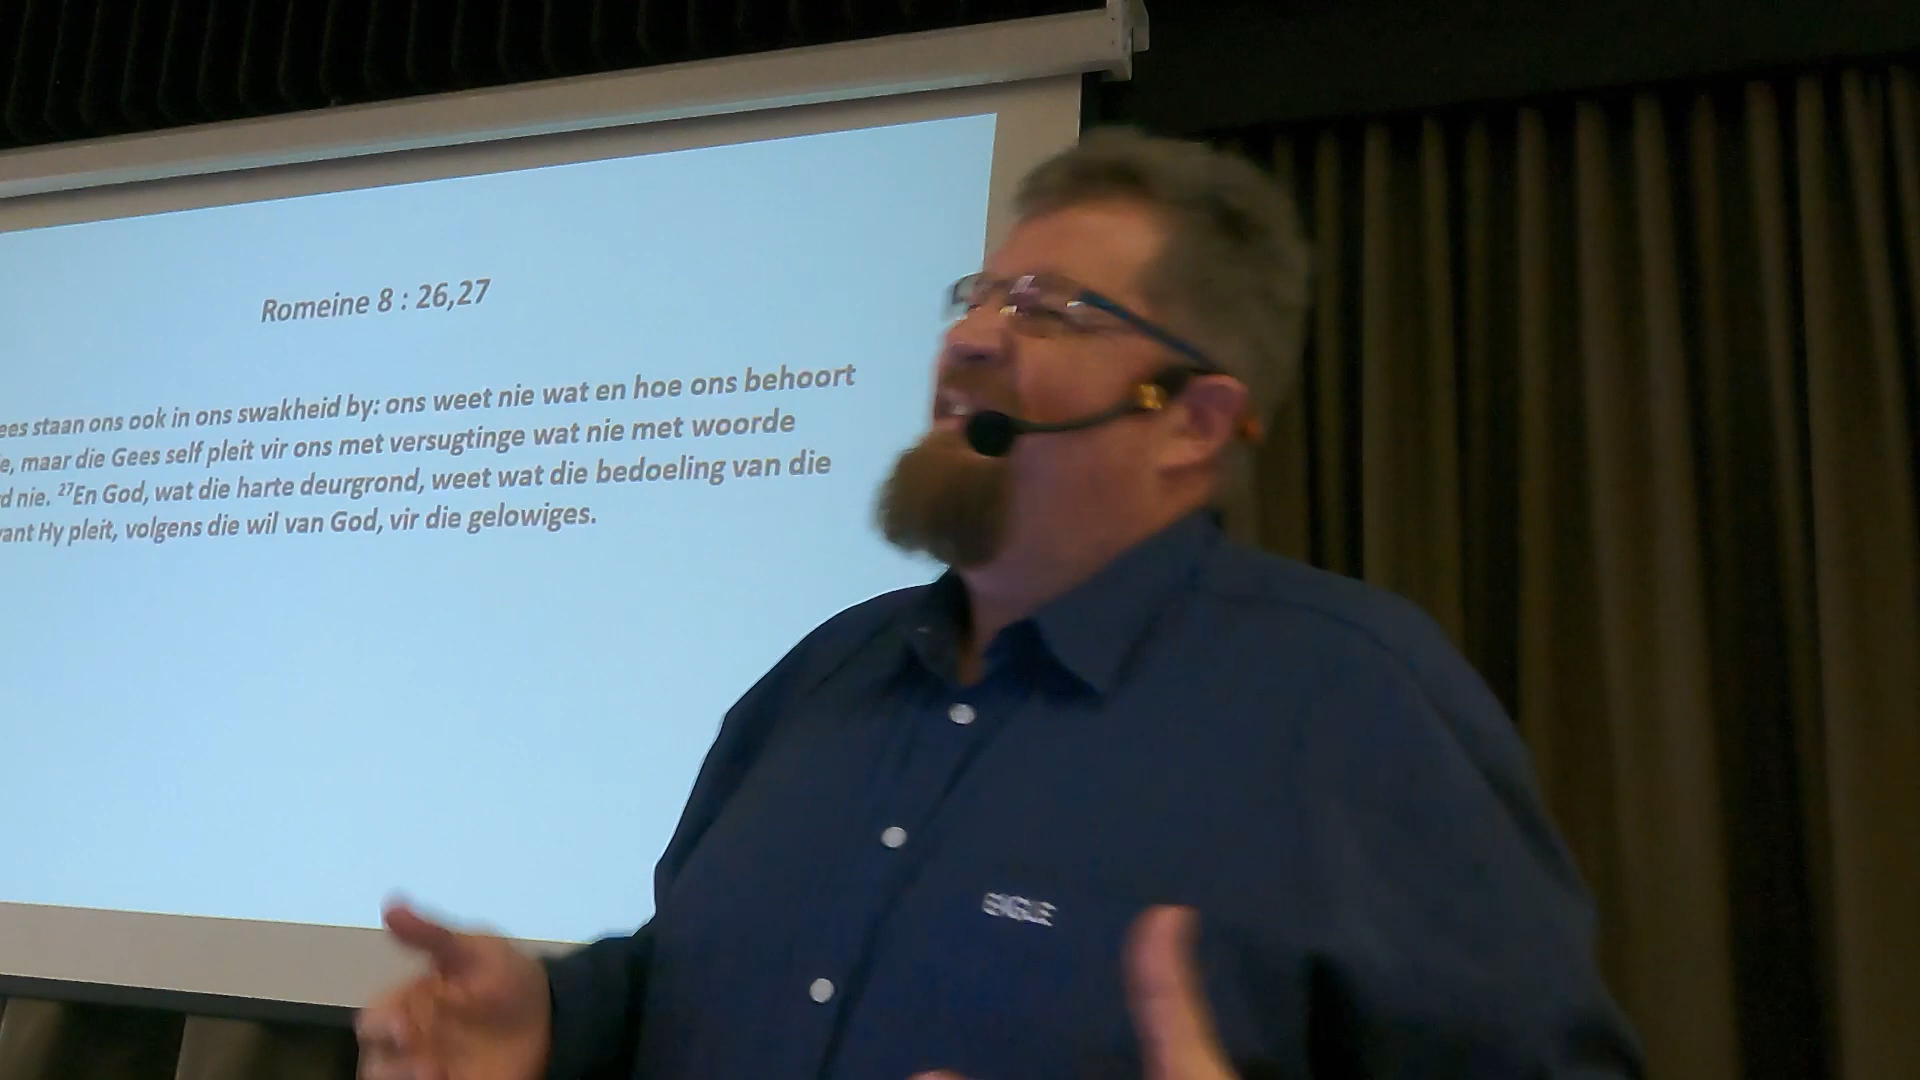 Romeine 8 : 26,27
staan ons ook in ons swakheid by: ons weet nie wat en hoe ons behoort
maar die Gees self pleit vir ons met versugtinge wat nie met woorde
nie. ²⁷En God, wat die harte deurgrond, weet wat die bedoeling van die
Hy pleit, volgens die wil van God, vir die gelowiges.